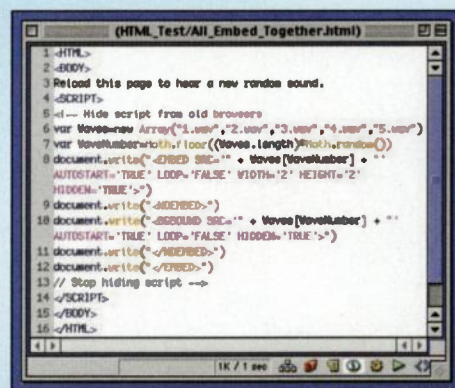 (HTML_Test/All_Embed_Together.html)
1 <HTML>
2 <BODY>
3 Reload this page to hear a new random sound.
4 <SCRIPT>
5 <!-- Hide script from old browsers
6 var Waves=new Array("1.wav","2.wav","3.wav","4.wav","5.wav")
7 var WaveNumber=Math.floor((Waves.length)*Math.random())
8 document.write("<EMBED SRC='" + Waves[WaveNumber] + "'
AUTOSTART='TRUE' LOOP='FALSE' WIDTH='2' HEIGHT='2'
HIDDEN='TRUE'>")
9 document.write("<NOEMBED>")
10 document.write("<BGSOUND SRC='" + Waves[WaveNumber] + "'
AUTOSTART='TRUE' LOOP='FALSE' HIDDEN='TRUE'>")
11 document.write("</NOEMBED>")
12 document.write("</EMBED>")
13 // Stop hiding script -->
14 </SCRIPT>
15 </BODY>
16 </HTML>
1K / 1 sec